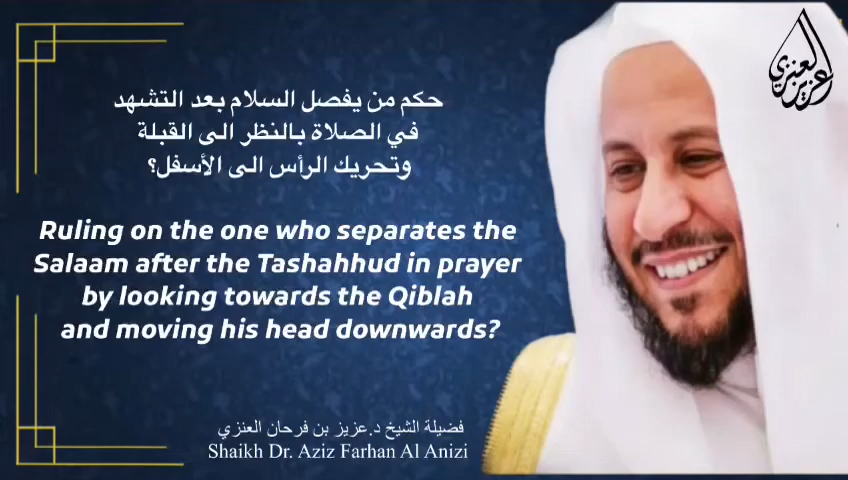 عزيز العنزي
حكم من يفصل السلام بعد التشهد
في الصلاة بالنظر الى القبلة
وتحريك الرأس الى الأسفل؟
Ruling on the one who separates the
Salaam after the Tashahhud in prayer
by looking towards the Qiblah
and moving his head downwards?
فضيلة الشيخ د.عزيز بن فرحان العنزي
Shaikh Dr. Aziz Farhan Al Anizi